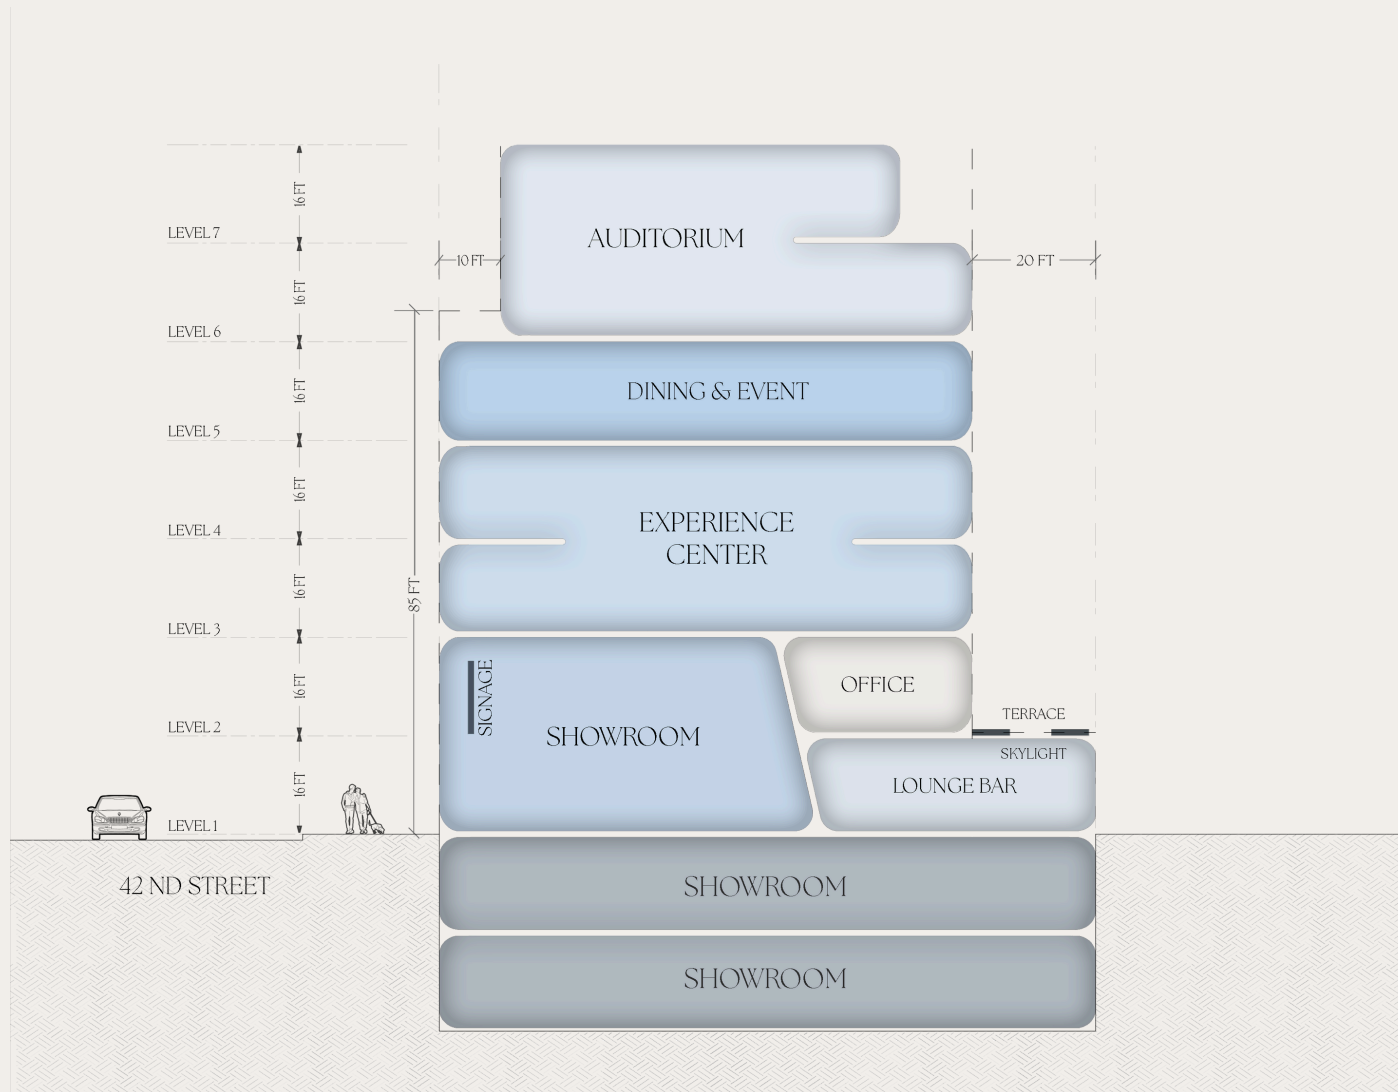 16 FT
LEVEL 7
AUDITORIUM
10 FT
20 FT
16 FT
LEVEL 6
16 FT
DINING & EVENT
LEVEL 5
16 FT
EXPERIENCE
CENTER
LEVEL 4
16 FT
85 FT
LEVEL 3
16 FT
SIGNAGE
OFFICE
TERRACE
LEVEL 2
SHOWROOM
SKYLIGHT
16 FT
LOUNGE BAR
LEVEL 1
42 ND STREET
SHOWROOM
SHOWROOM